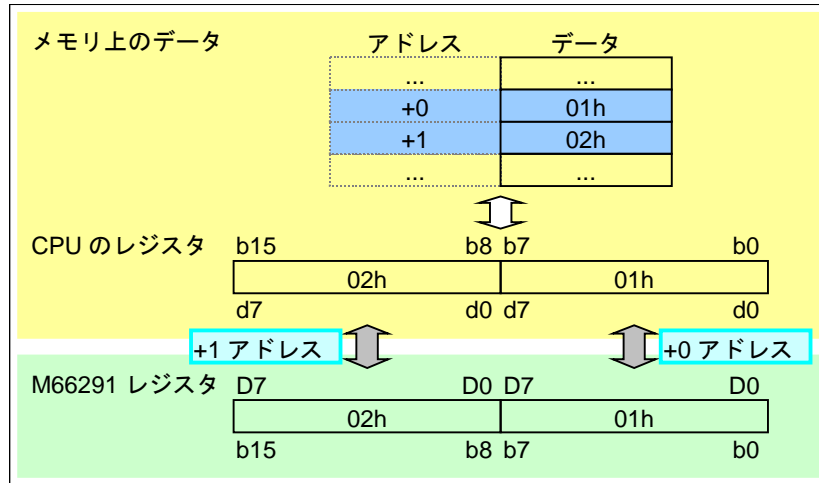 メモリ上のデータ
アドレス データ
... ...
+0 01h
+1 02h
... ...
CPU のレジスタ b15 b8 b7 b0
02h 01h
d7 d0 d7 d0
+1 アドレス +0 アドレス
M66291 レジスタ D7 D0 D7 D0
02h 01h
b15 b8 b7 b0